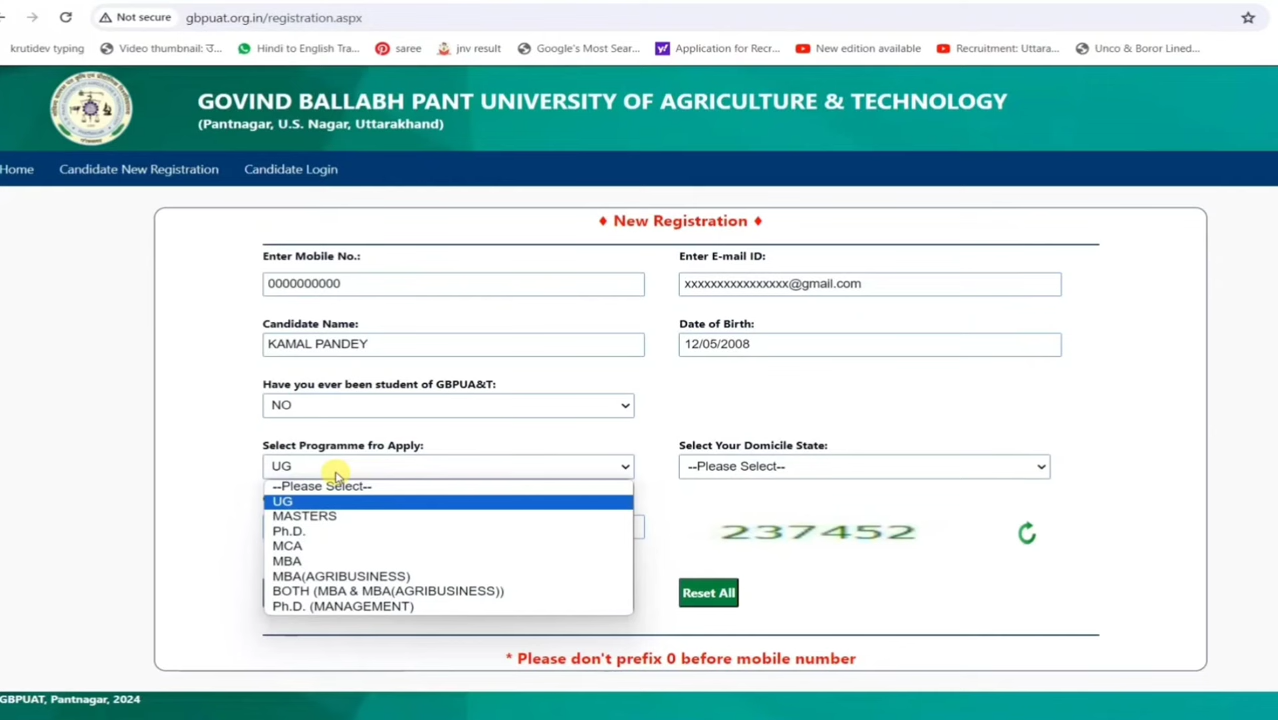 Not secure gbpuat.org.in/registration.aspx
krutidev typing Video thumbnail: उ... Hindi to English Tra... saree jnv result Google's Most Sear... Application for Recr... New edition available Recruitment: Uttara... Unco & Boror Lined...
GOVIND BALLABH PANT UNIVERSITY OF AGRICULTURE & TECHNOLOGY
(Pantnagar, U.S. Nagar, Uttarakhand)
Home Candidate New Registration Candidate Login
♦ New Registration ♦
Enter Mobile No.: Enter E-mail ID:
0000000000 xxxxxxxxxxxxxxxx@gmail.com
Candidate Name: Date of Birth:
KAMAL PANDEY 12/05/2008
Have you ever been student of GBPUA&T:
NO
Select Programme fro Apply: Select Your Domicile State:
UG --Please Select--
--Please Select--
UG
MASTERS
Ph.D. 237452
MCA
MBA
MBA(AGRIBUSINESS)
BOTH (MBA & MBA(AGRIBUSINESS)) Reset All
Ph.D. (MANAGEMENT)
* Please don't prefix 0 before mobile number
GBPUAT, Pantnagar, 2024